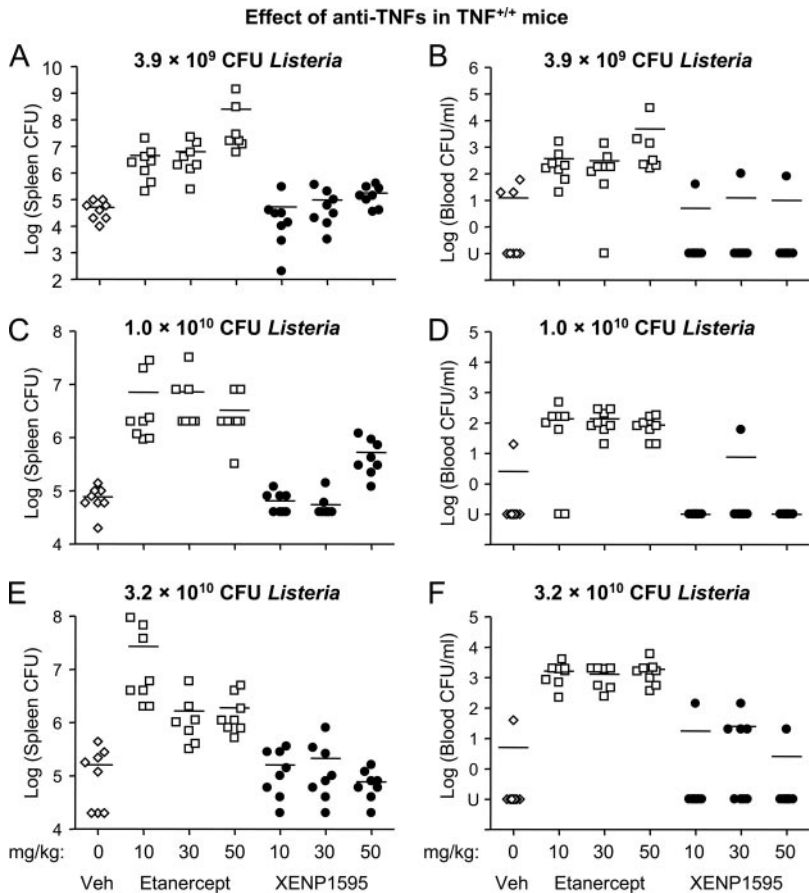 Effect of anti-TNFs in TNF+/+ mice
A
3.9 × 10⁹ CFU Listeria
Log (Spleen CFU)
10
9
8
7
6
5
4
3
2
B
3.9 × 10⁹ CFU Listeria
Log (Blood CFU/ml)
5
4
3
2
1
0
U
C
1.0 × 10¹⁰ CFU Listeria
Log (Spleen CFU)
8
7
6
5
4
D
1.0 × 10¹⁰ CFU Listeria
Log (Blood CFU/ml)
5
4
3
2
1
0
U
E
3.2 × 10¹⁰ CFU Listeria
Log (Spleen CFU)
8
7
6
5
4
F
3.2 × 10¹⁰ CFU Listeria
Log (Blood CFU/ml)
5
4
3
2
1
0
U
mg/kg: 0 10 30 50 10 30 50
Veh Etanercept XENP1595
0 10 30 50 10 30 50
Veh Etanercept XENP1595